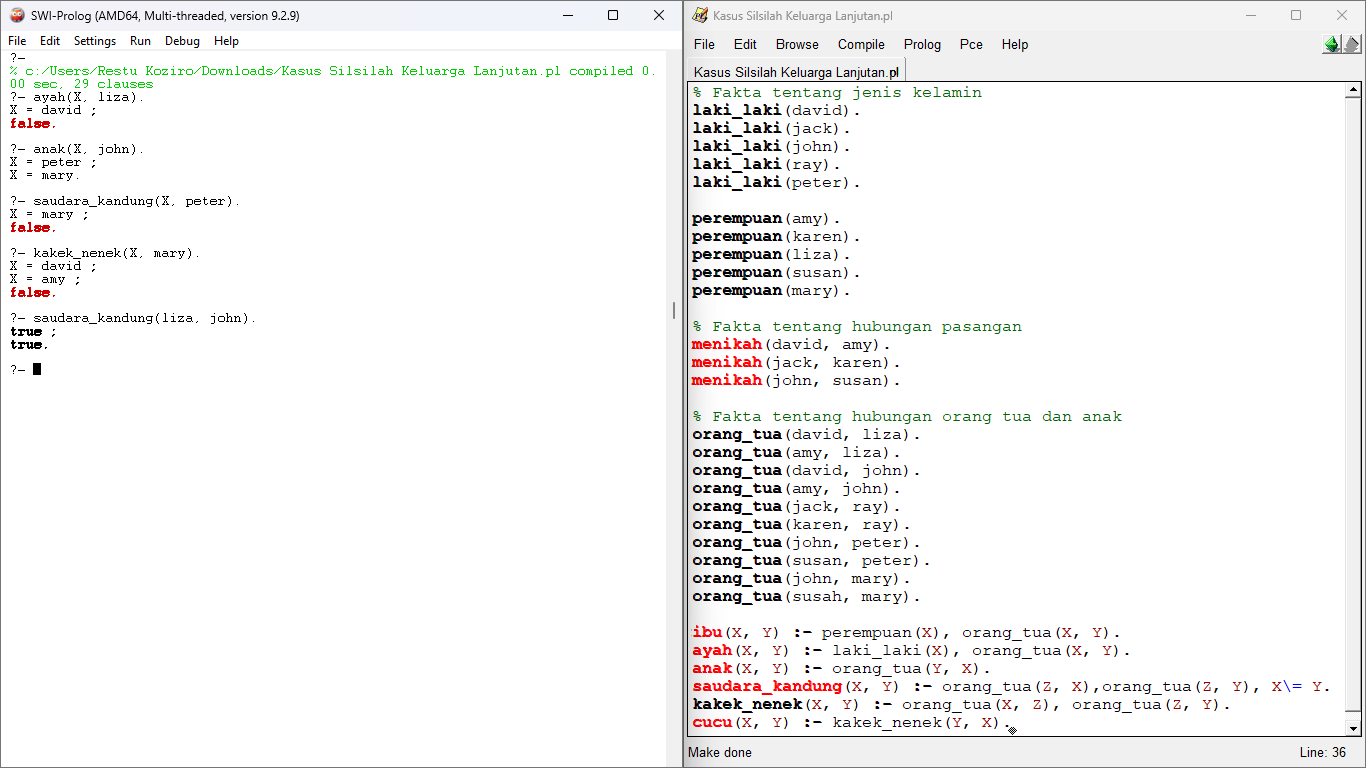 SWI-Prolog (AMD64, Multi-threaded, version 9.2.9)
File Edit Settings Run Debug Help
?-
% c:/Users/Restu Koziro/Downloads/Kasus Silsilah Keluarga Lanjutan.pl compiled 0.
00 sec, 29 clauses
?- ayah(X, liza).
X = david ;
false.
?- anak(X, john).
X = peter ;
X = mary.
?- saudara_kandung(X, peter).
X = mary ;
false.
?- kakek_nenek(X, mary).
X = david ;
X = amy ;
false.
?- saudara_kandung(liza, john).
true ;
true.
?-
Kasus Silsilah Keluarga Lanjutan.pl
File Edit Browse Compile Prolog Pce Help
Kasus Silsilah Keluarga Lanjutan.pl
% Fakta tentang jenis kelamin
laki_laki(david).
laki_laki(jack).
laki_laki(john).
laki_laki(ray).
laki_laki(peter).
perempuan(amy).
perempuan(karen).
perempuan(liza).
perempuan(susan).
perempuan(mary).
% Fakta tentang hubungan pasangan
menikah(david, amy).
menikah(jack, karen).
menikah(john, susan).
% Fakta tentang hubungan orang tua dan anak
orang_tua(david, liza).
orang_tua(amy, liza).
orang_tua(david, john).
orang_tua(amy, john).
orang_tua(jack, ray).
orang_tua(karen, ray).
orang_tua(john, peter).
orang_tua(susan, peter).
orang_tua(john, mary).
orang_tua(susah, mary).
ibu(X, Y) :- perempuan(X), orang_tua(X, Y).
ayah(X, Y) :- laki_laki(X), orang_tua(X, Y).
anak(X, Y) :- orang_tua(Y, X).
saudara_kandung(X, Y) :- orang_tua(Z, X),orang_tua(Z, Y), X\= Y.
kakek_nenek(X, Y) :- orang_tua(X, Z), orang_tua(Z, Y).
cucu(X, Y) :- kakek_nenek(Y, X).
Make done
Line: 36